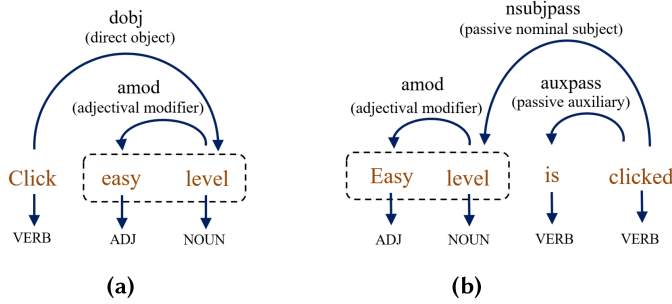 dobj
(direct object)
amod
(adjectival modifier)
Click easy level
VERB ADJ NOUN
(a)
nsubjpass
(passive nominal subject)
amod
(adjectival modifier)
auxpass
(passive auxiliary)
Easy level is clicked
ADJ NOUN VERB VERB
(b)